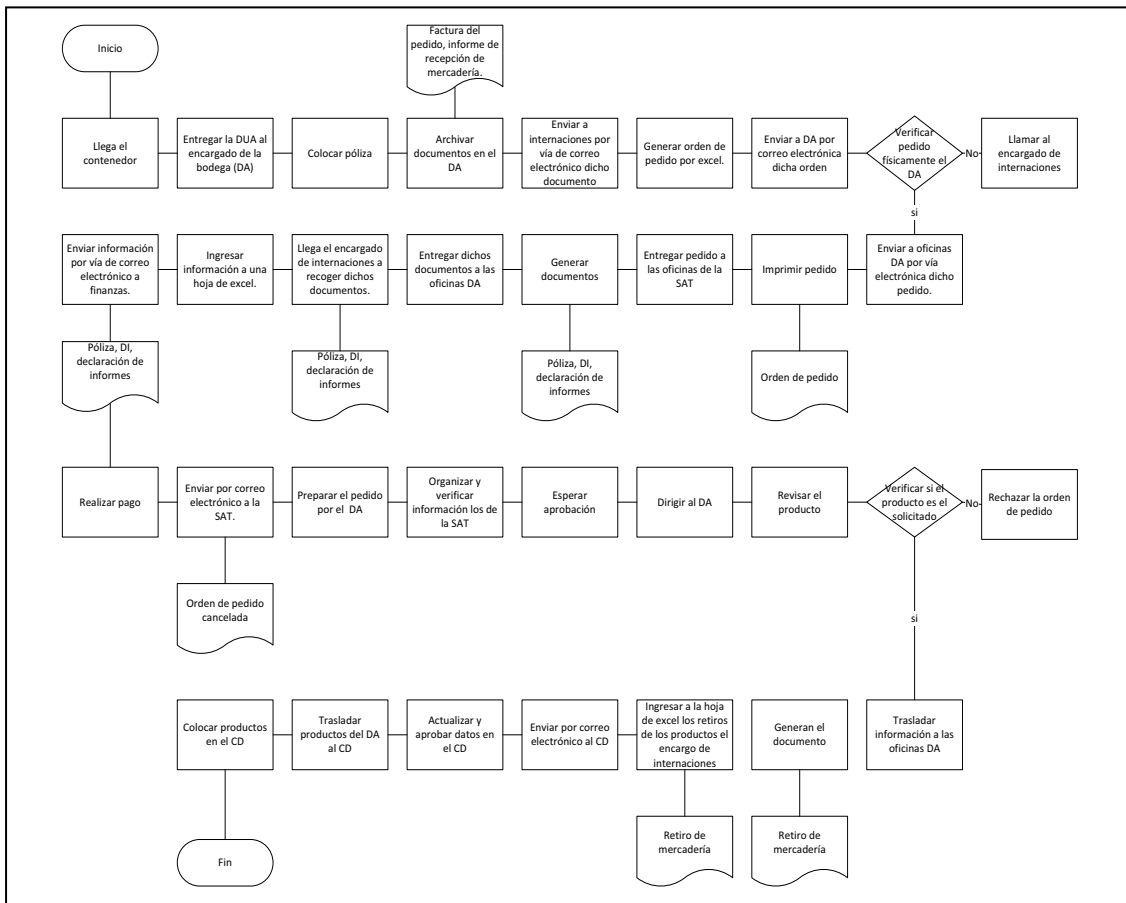 Inicio
Factura del
pedido, informe de
recepción de
mercadería.
Llega el
contenedor
Entregar la DUA al
encargado de la
bodega (DA)
Colocar póliza
Archivar
documentos en el
DA
Enviar a
internaciones por
vía de correo
electrónico dicho
documento
Generar orden de
pedido por excel.
Enviar a DA por
correo electrónica
dicha orden
Verificar
pedido
físicamente el
DA
No
Llamar al
encargado de
internaciones
si
Enviar información
por vía de correo
electrónico a
finanzas.
Ingresar
información a una
hoja de excel.
Llega el encargado
de internaciones a
recoger dichos
documentos.
Entregar dichos
documentos a las
oficinas DA
Generar
documentos
Entregar pedido a
las oficinas de la
SAT
Imprimir pedido
Enviar a oficinas
DA por vía
electrónica dicho
pedido.
Póliza, DI,
declaración de
informes
Póliza, DI,
declaración de
informes
Póliza, DI,
declaración de
informes
Orden de pedido
Realizar pago
Enviar por correo
electrónico a la
SAT.
Preparar el pedido
por el  DA
Organizar y
verificar
información los de
la SAT
Esperar
aprobación
Dirigir al DA
Revisar el
producto
Verificar si el
producto es el
solicitado
No
Rechazar la orden
de pedido
Orden de pedido
cancelada
sí
Colocar productos
en el CD
Trasladar
productos del DA
al CD
Actualizar y
aprobar datos en
el CD
Enviar por correo
electrónico al CD
Ingresar a la hoja
de excel los retiros
de los productos el
encargo de
internaciones
Generan el
documento
Trasladar
información a las
oficinas DA
Retiro de
mercadería
Retiro de
mercadería
Fin